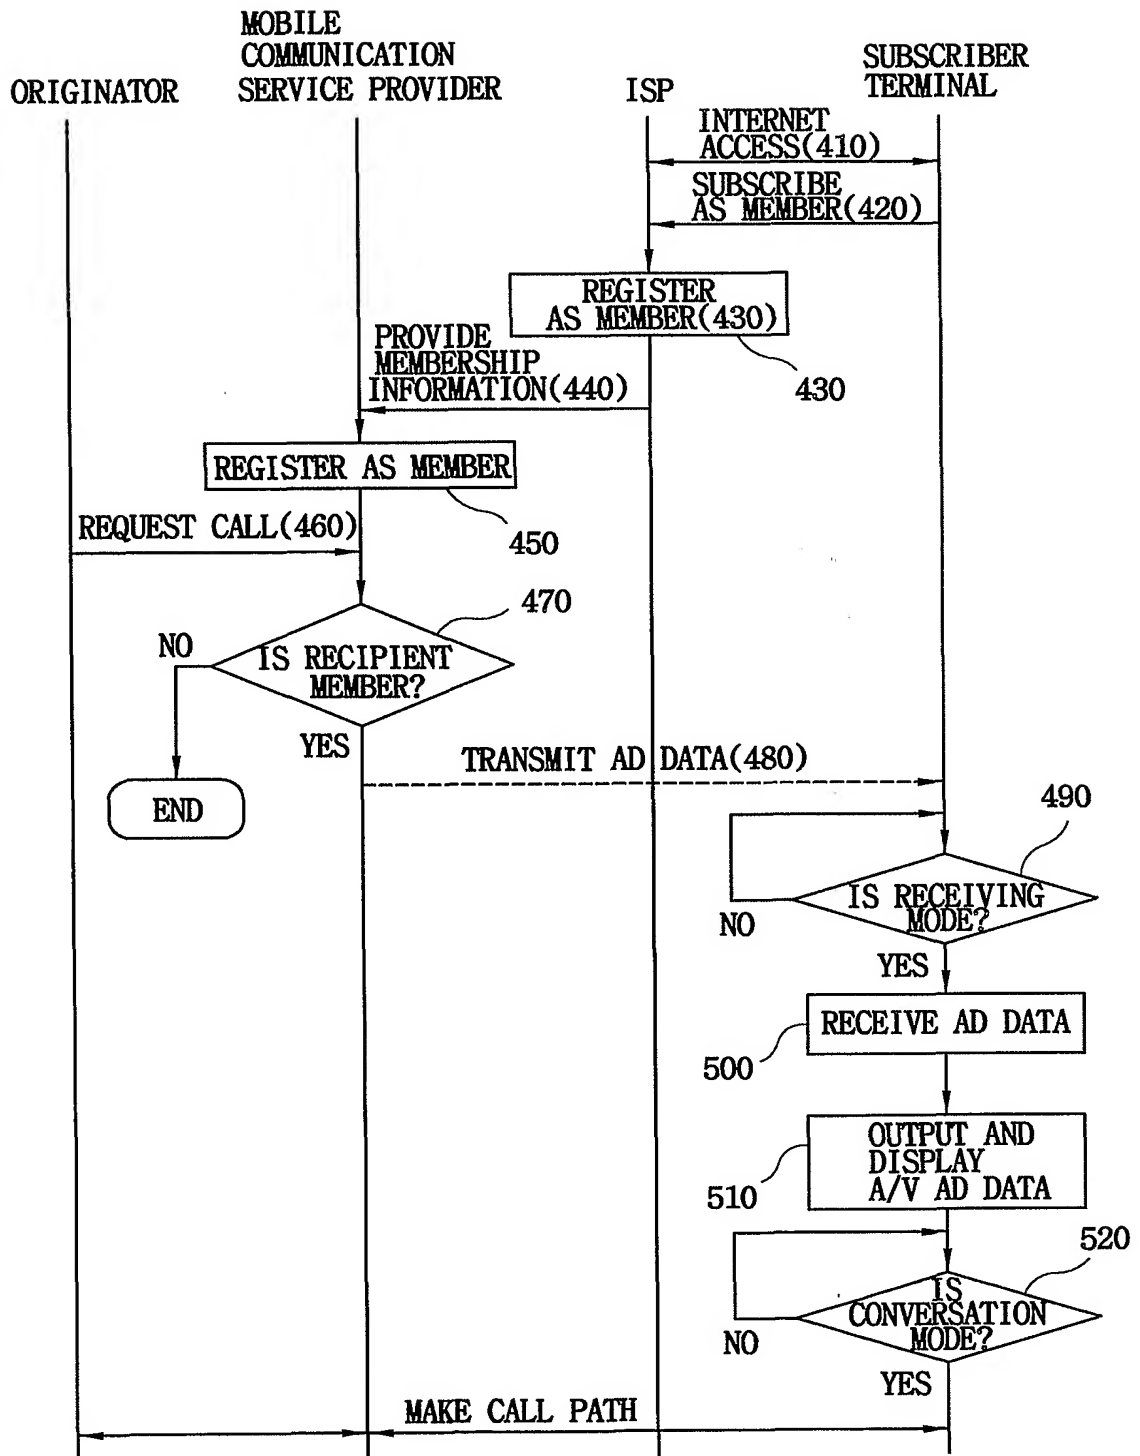 MOBILE
COMMUNICATION
SERVICE PROVIDER
ORIGINATOR
ISP
SUBSCRIBER
TERMINAL
INTERNET
ACCESS(410)
SUBSCRIBE
AS MEMBER(420)
REGISTER
AS MEMBER(430)
430
PROVIDE
MEMBERSHIP
INFORMATION(440)
REGISTER AS MEMBER
450
REQUEST CALL(460)
470
NO
IS RECIPIENT
MEMBER?
YES
END
TRANSMIT AD DATA(480)
490
IS RECEIVING
MODE?
NO
YES
RECEIVE AD DATA
500
OUTPUT AND
DISPLAY
A/V AD DATA
510
520
IS
CONVERSATION
MODE?
NO
YES
MAKE CALL PATH